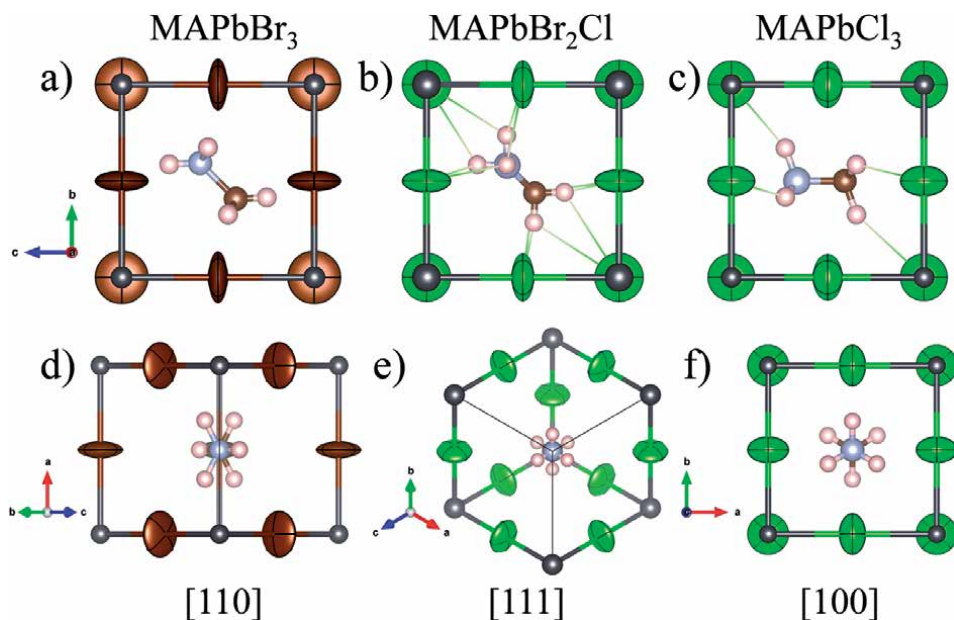 MAPbBr₃ MAPbBr₂Cl MAPbCl₃
a) b) c)
b
c a
d) e) f)
a
b c
b
c a
b
c a
[110] [111] [100]